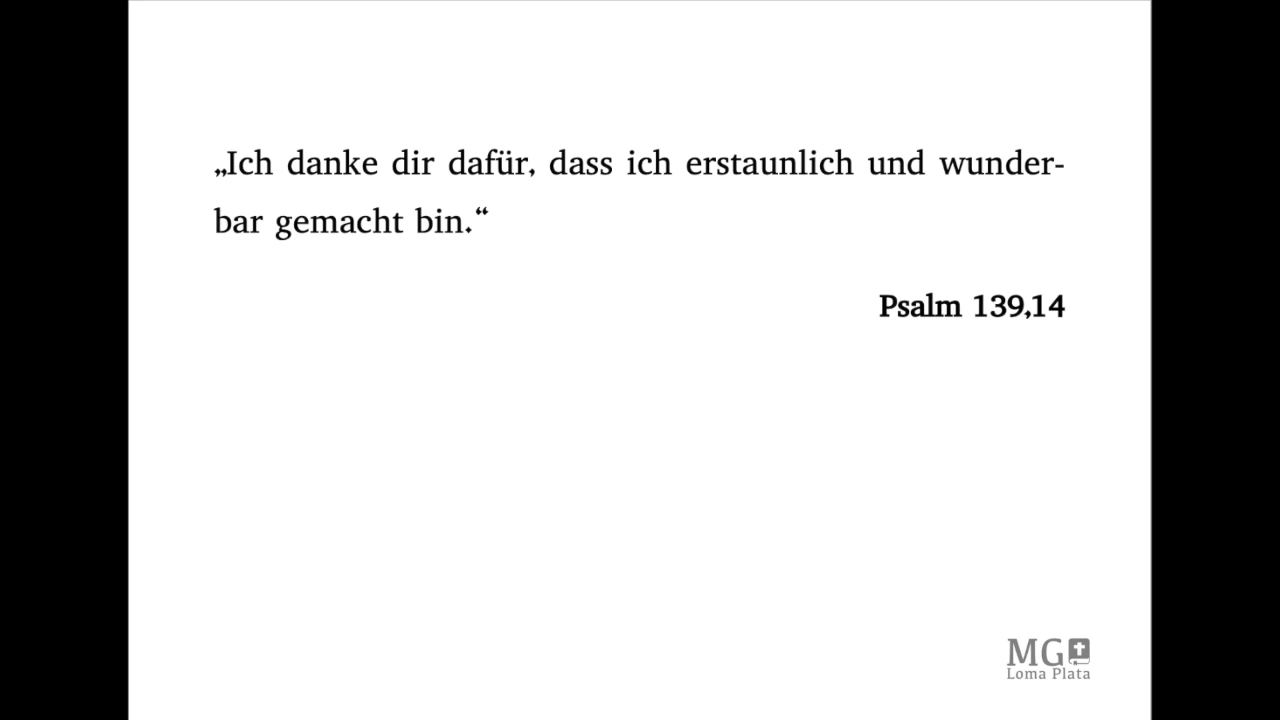 „Ich danke dir dafür, dass ich erstaunlich und wunder-
bar gemacht bin.“
Psalm 139,14
MG
Loma Plata